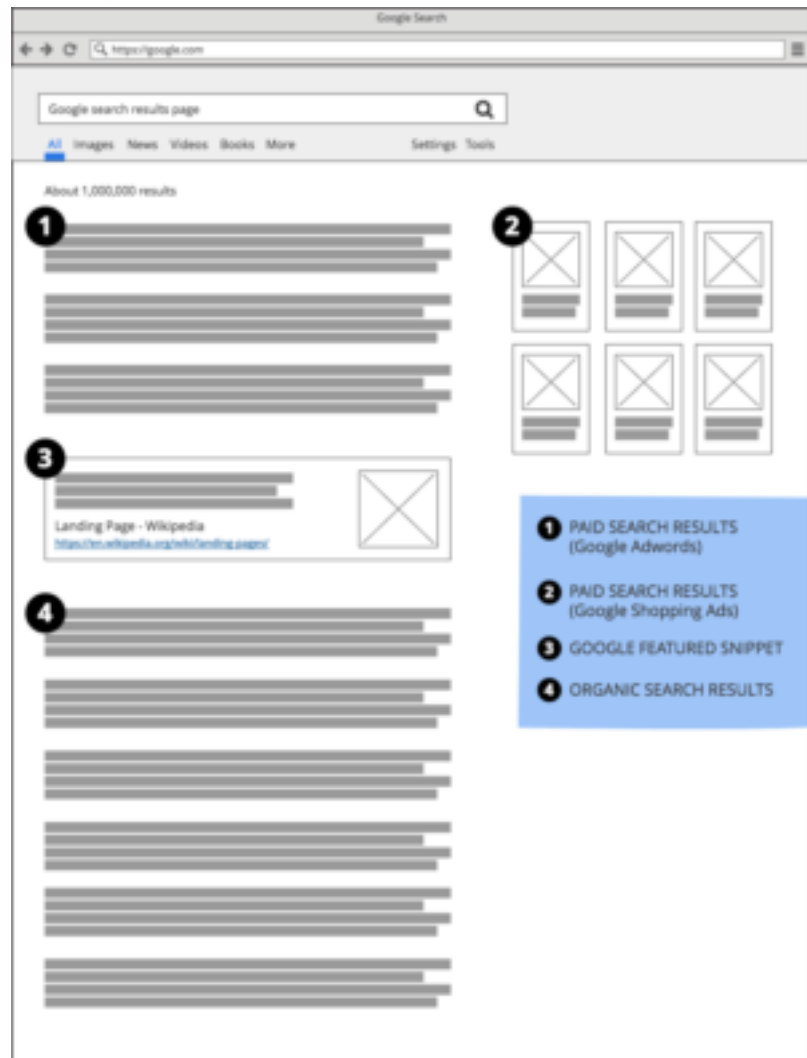 Google Search
https://google.com
Google search results page
All Images News Videos Books More Settings Tools
About 1,000,000 results
1
2
3
Landing Page - Wikipedia
https://en.wikipedia.org/wiki/landing-pages/
4
1 PAID SEARCH RESULTS
(Google Adwords)
2 PAID SEARCH RESULTS
(Google Shopping Ads)
3 GOOGLE FEATURED SNIPPET
4 ORGANIC SEARCH RESULTS